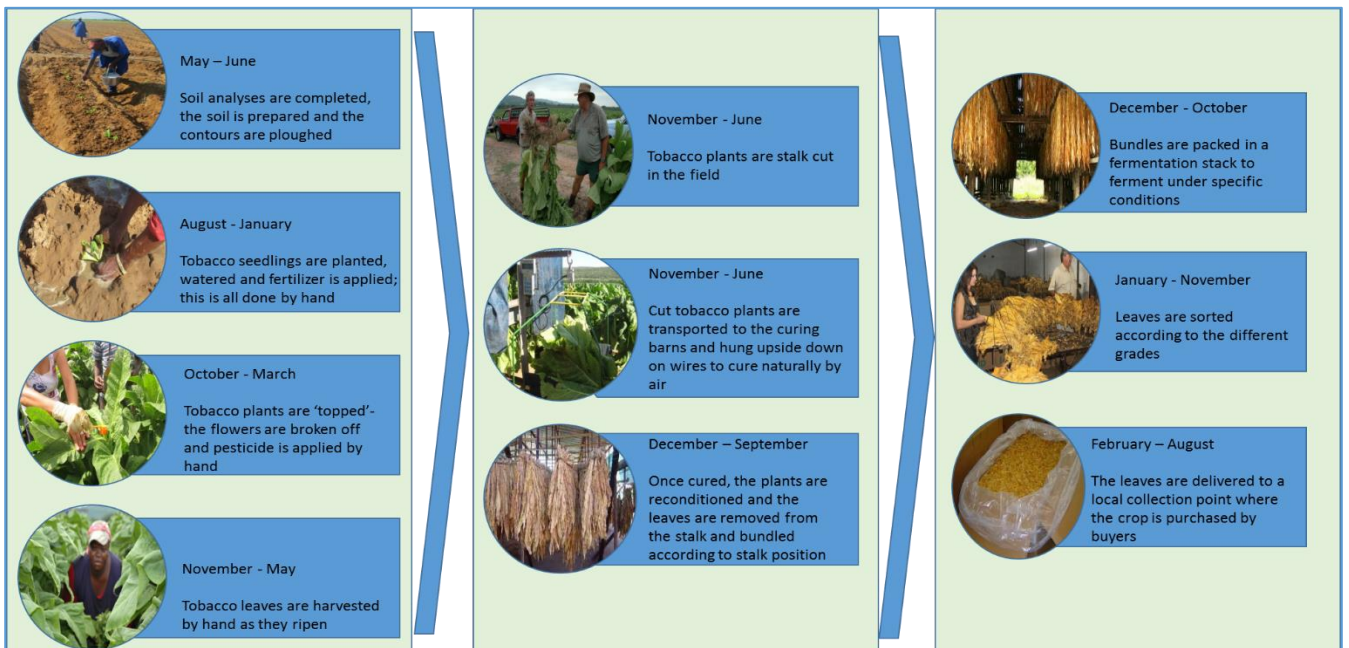 May – June
Soil analyses are completed,
the soil is prepared and the
contours are ploughed
August - January
Tobacco seedlings are planted,
watered and fertilizer is applied;
this is all done by hand
October - March
Tobacco plants are ‘topped’-
the flowers are broken off
and pesticide is applied by
hand
November - May
Tobacco leaves are harvested
by hand as they ripen
November - June
Tobacco plants are stalk cut
in the field
November - June
Cut tobacco plants are
transported to the curing
barns and hung upside down
on wires to cure naturally by
air
December – September
Once cured, the plants are
reconditioned and the
leaves are removed from
the stalk and bundled
according to stalk position
December - October
Bundles are packed in a
fermentation stack to
ferment under specific
conditions
January - November
Leaves are sorted
according to the different
grades
February – August
The leaves are delivered to a
local collection point where
the crop is purchased by
buyers